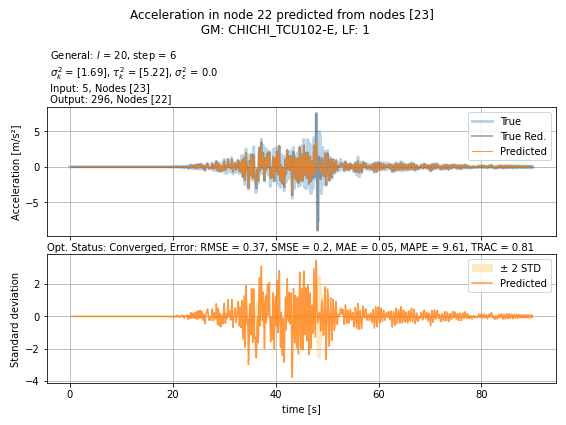 Acceleration in node 22 predicted from nodes [23]
GM: CHICHI_TCU102-E, LF: 1
General: l = 20, step = 6
σ²ₖ = [1.69], τ²ₖ = [5.22], σ²ε = 0.0
Input: 5, Nodes [23]
Output: 296, Nodes [22]
Acceleration [m/s²]
5
0
−5
True
True Red.
Predicted
Opt. Status: Converged, Error: RMSE = 0.37, SMSE = 0.2, MAE = 0.05, MAPE = 9.61, TRAC = 0.81
Standard deviation
2
0
−2
−4
± 2 STD
Predicted
0 20 40 60 80
time [s]